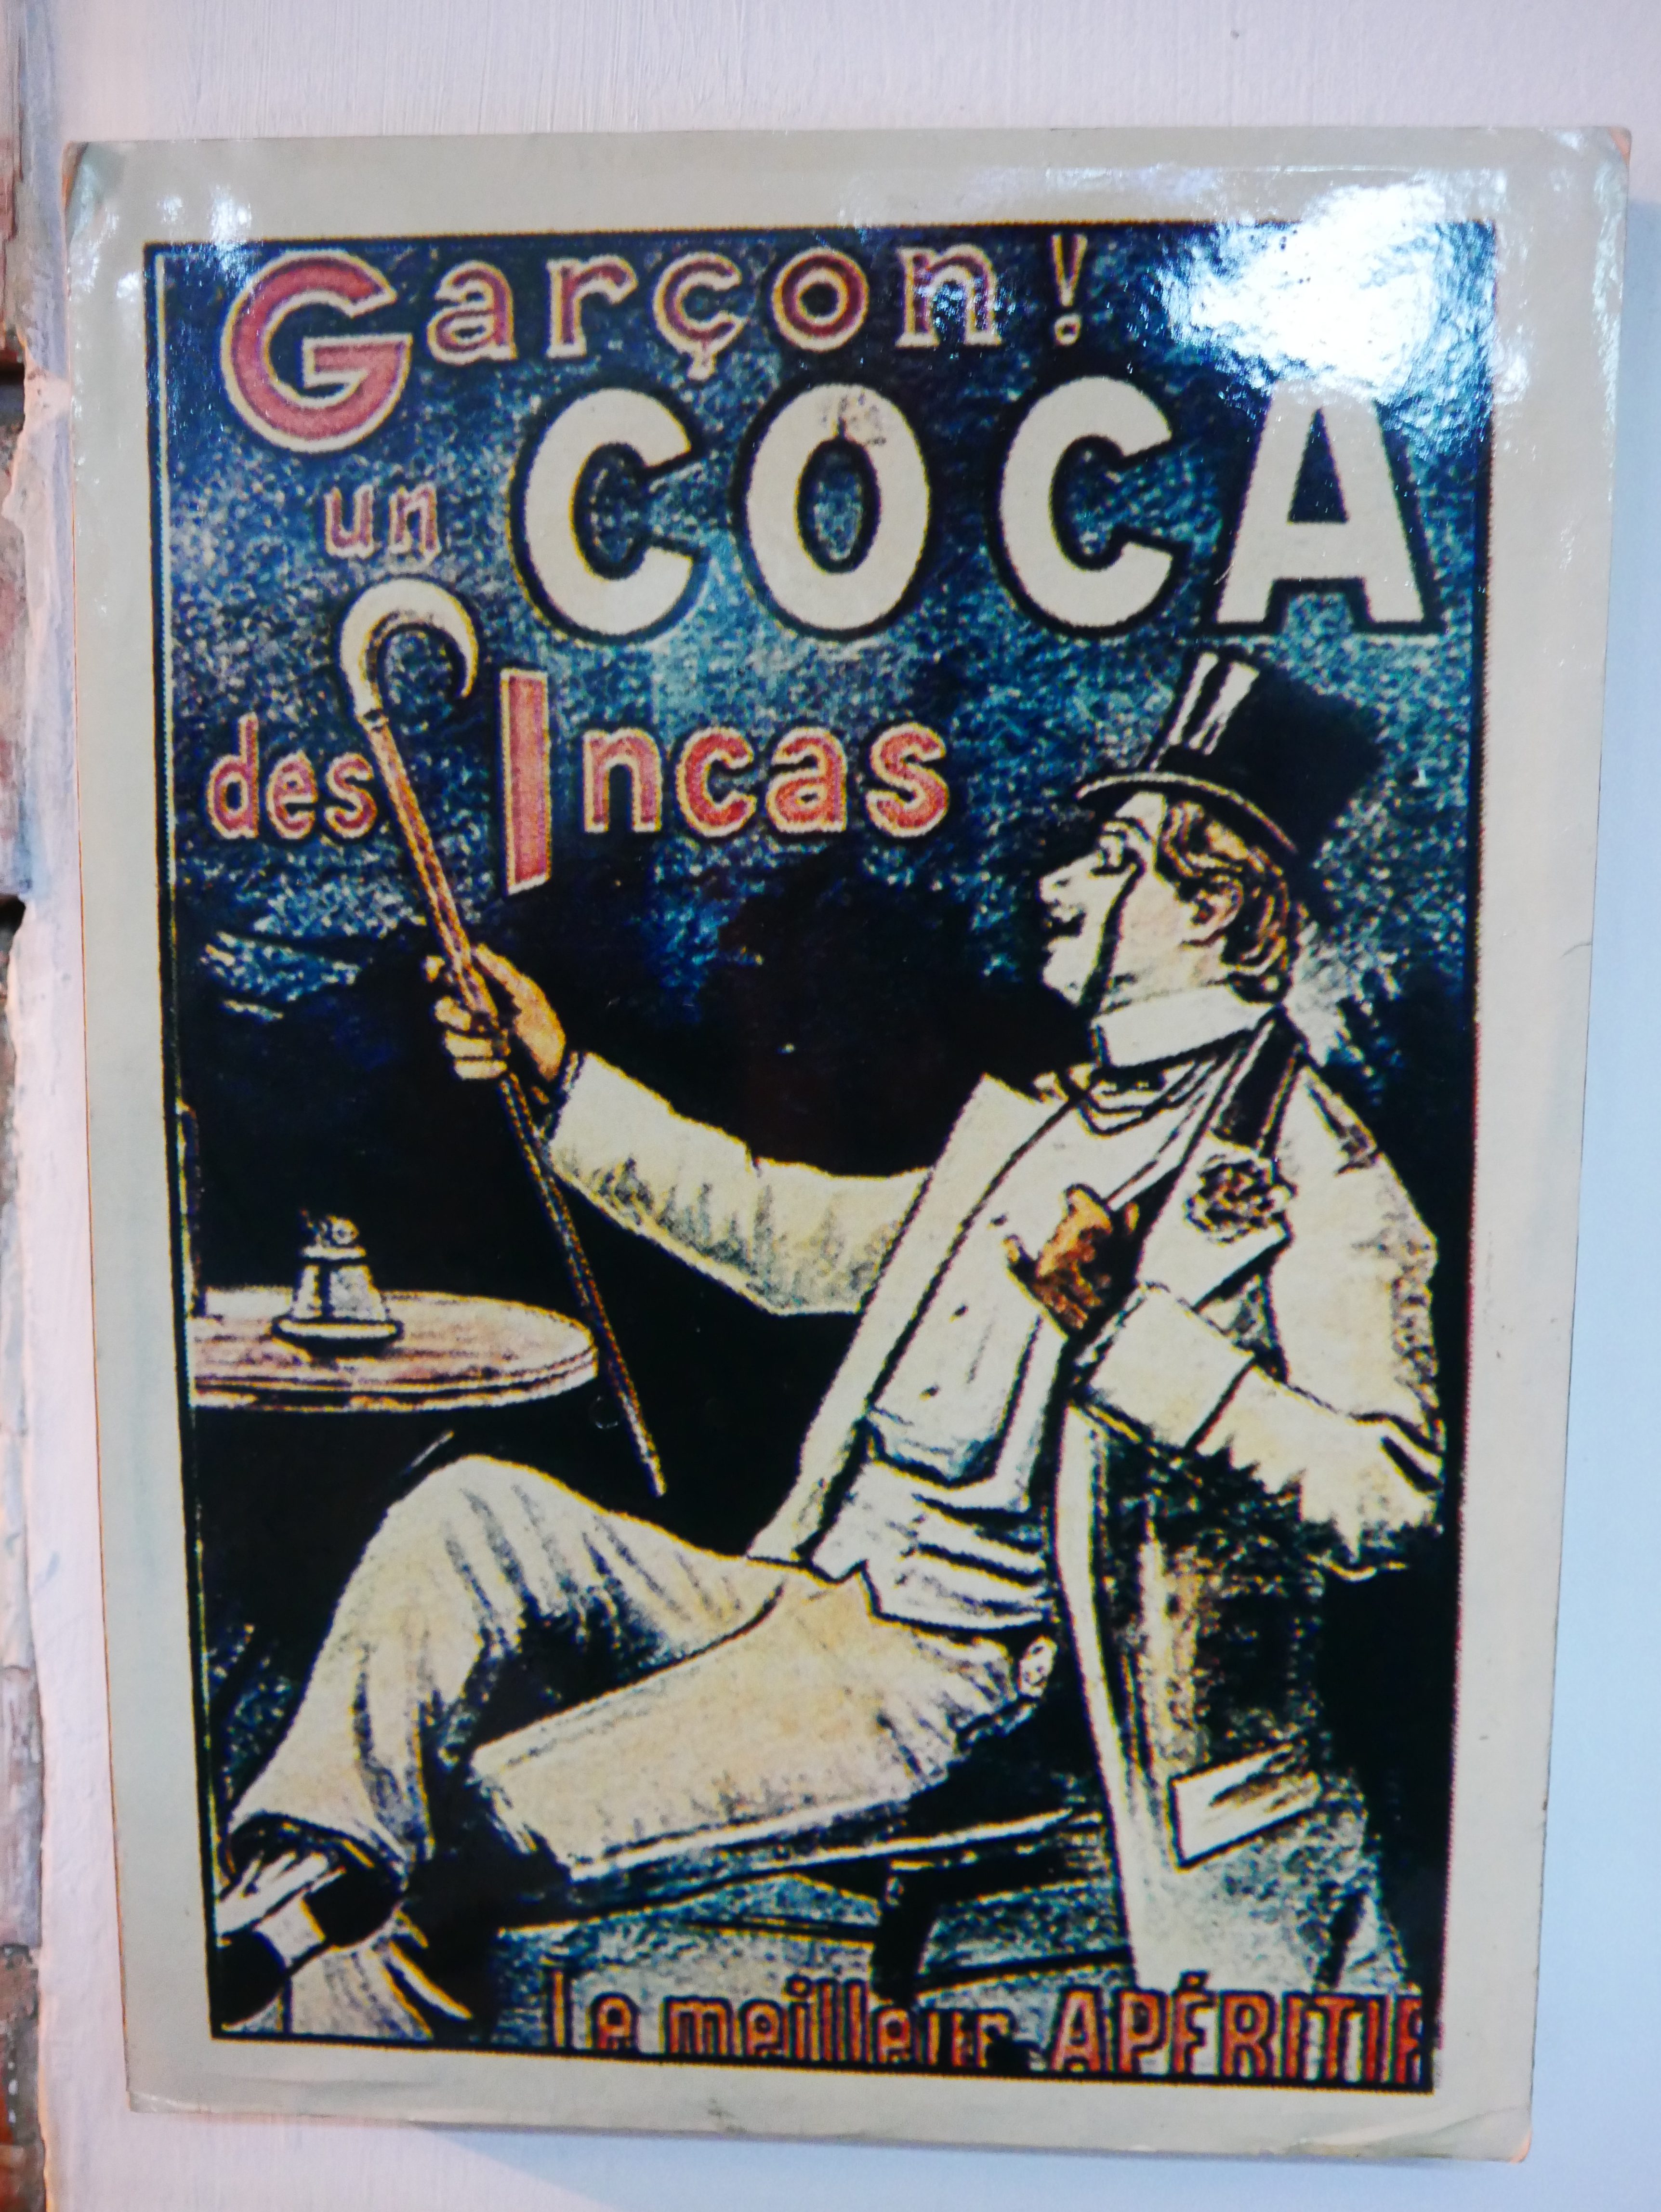 Garçon !
un COCA
des Incas
Le meilleur APÉRITIF